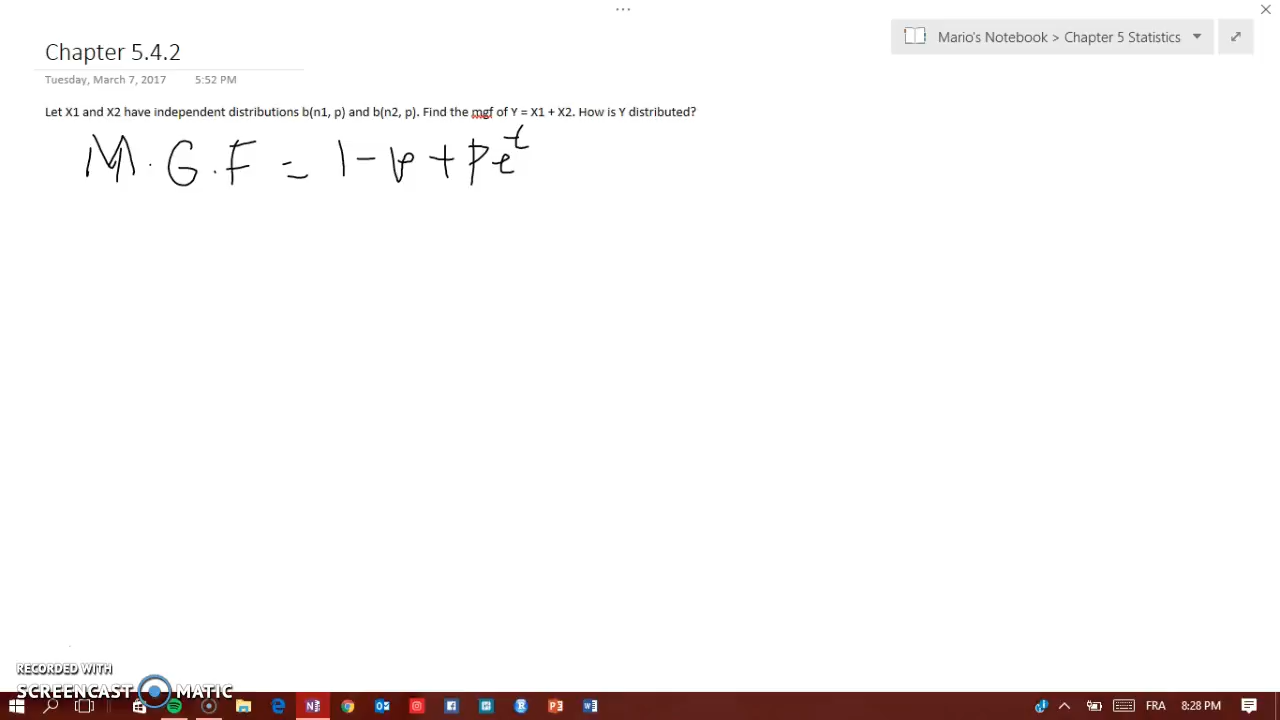 Mario's Notebook > Chapter 5 Statistics
Chapter 5.4.2
Tuesday, March 7, 2017 5:52 PM
Let X1 and X2 have independent distributions b(n1, p) and b(n2, p). Find the mgf of Y = X1 + X2. How is Y distributed?
M.G.F = 1 - p + pe^t
RECORDED WITH
SCREENCAST MATIC
FRA 8:28 PM